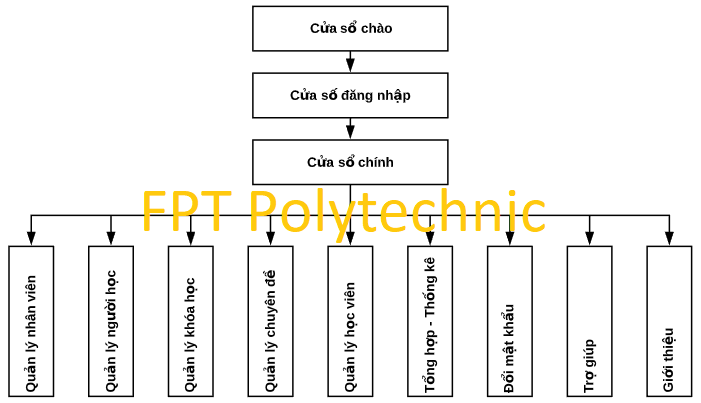 Cửa sổ chào
Cửa số đăng nhập
Cửa sổ chính
FPT Polytechnic
Quản lý nhân viên
Quản lý người học
Quản lý khóa học
Quản lý chuyên đề
Quản lý học viên
Tổng hợp - Thống kê
Đổi mật khẩu
Trợ giúp
Giới thiệu